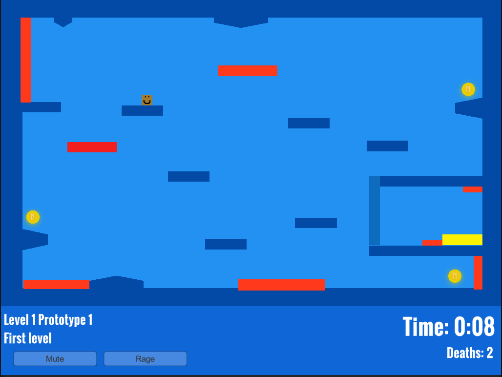 Level 1 Prototype 1
First level
Mute
Rage
Time: 0:08
Deaths: 2